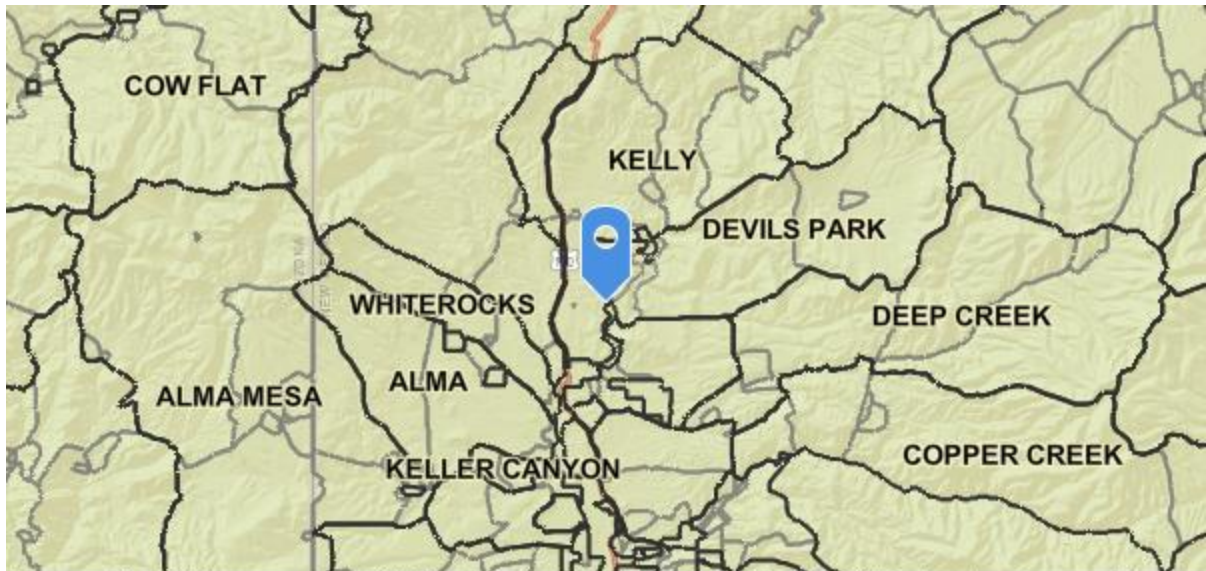 COW FLAT
KELLY
DEVILS PARK
WHITEROCKS
DEEP CREEK
ALMA
ALMA MESA
COPPER CREEK
KELLER CANYON